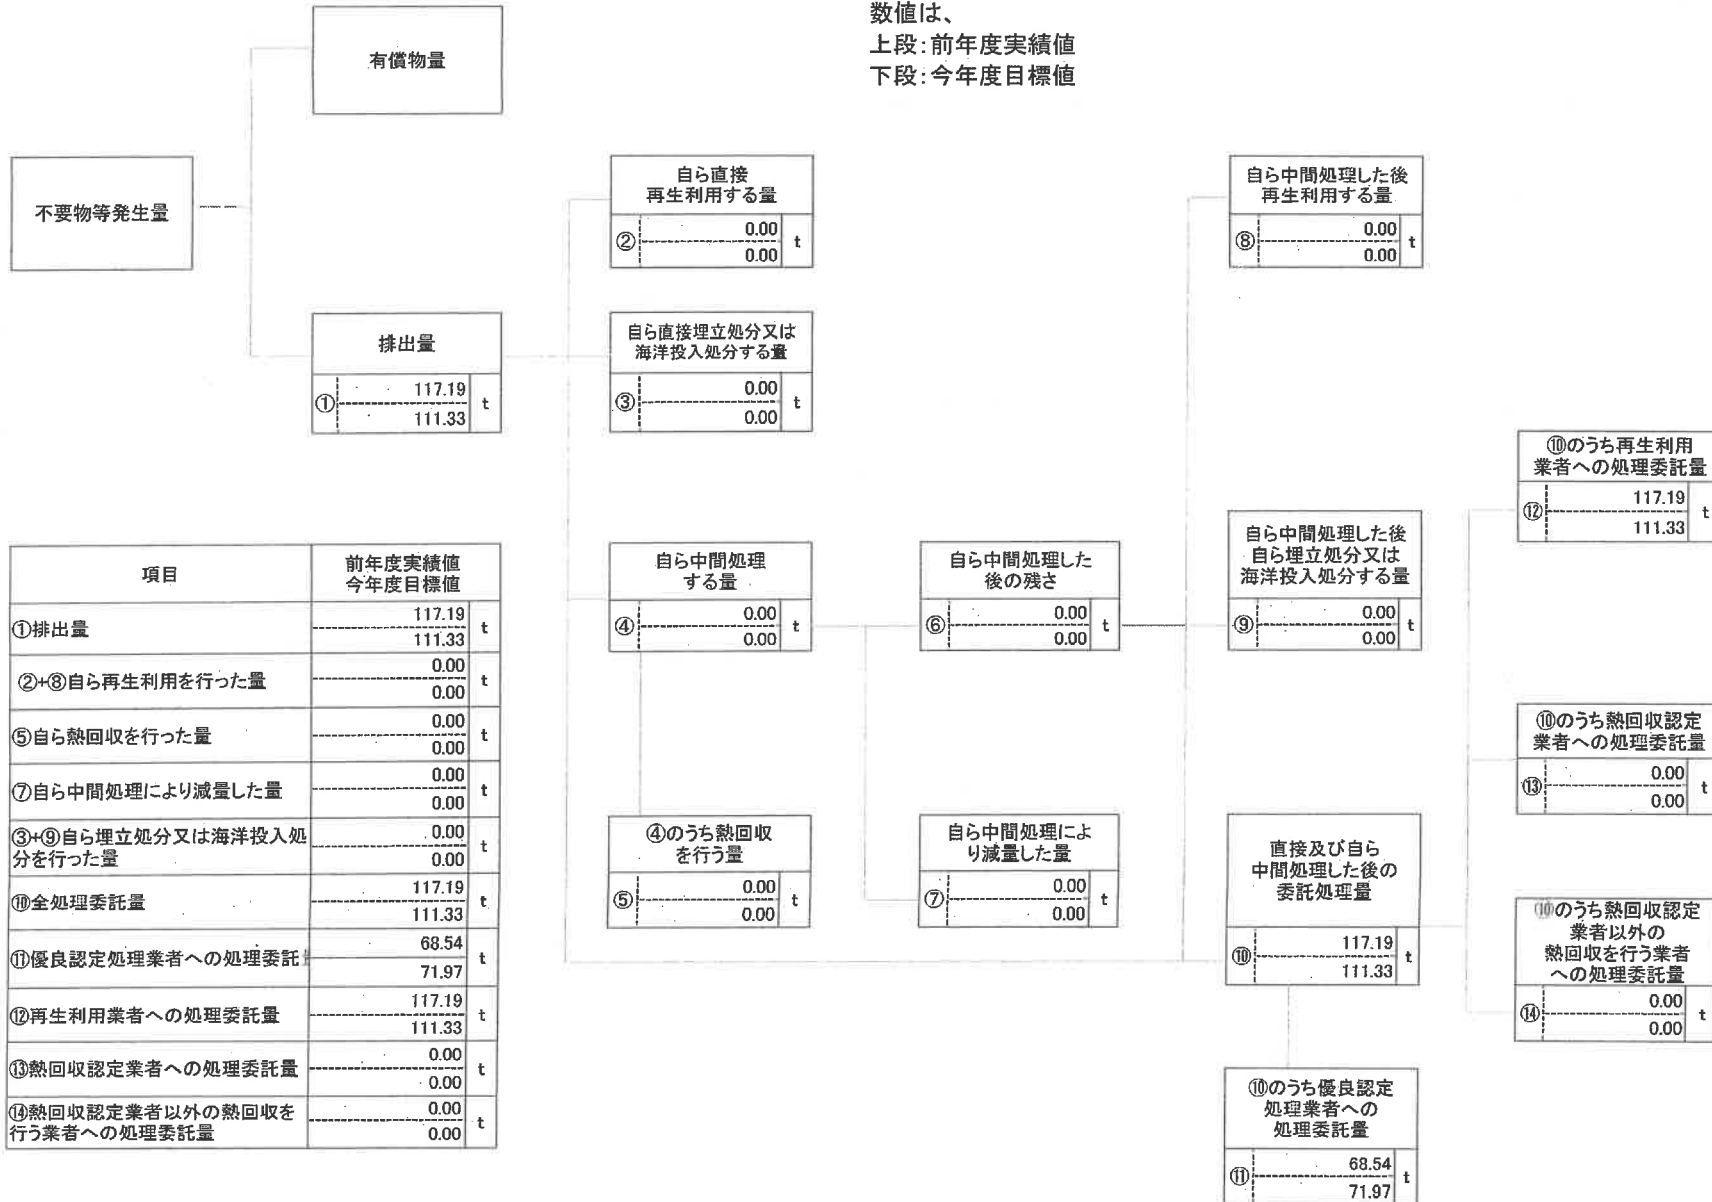 数値は、
上段：前年度実績値
下段：今年度目標値
有償物量
不要物等発生量
排出量
①
117.19
111.33
t
自ら直接
再生利用する量
②
0.00
0.00
t
自ら直接埋立処分又は
海洋投入処分する量
③
0.00
0.00
t
自ら中間処理
する量
④
0.00
0.00
t
④のうち熱回収
を行う量
⑤
0.00
0.00
t
自ら中間処理した
後の残さ
⑥
0.00
0.00
t
自ら中間処理によ
り減量した量
⑦
0.00
0.00
t
自ら中間処理した後
再生利用する量
⑧
0.00
0.00
t
自ら中間処理した後
自ら埋立処分又は
海洋投入処分する量
⑨
0.00
0.00
t
直接及び自ら
中間処理した後の
委託処理量
⑩
117.19
111.33
t
⑩のうち優良認定
処理業者への
処理委託量
⑪
68.54
71.97
t
⑩のうち再生利用
業者への処理委託量
⑫
117.19
111.33
t
⑩のうち熱回収認定
業者への処理委託量
⑬
0.00
0.00
t
⑩のうち熱回収認定
業者以外の
熱回収を行う業者
への処理委託量
⑭
0.00
0.00
t
項目
前年度実績値
今年度目標値
①排出量
117.19
111.33
t
②+⑧自ら再生利用を行った量
0.00
0.00
t
⑤自ら熱回収を行った量
0.00
0.00
t
⑦自ら中間処理により減量した量
0.00
0.00
t
③+⑨自ら埋立処分又は海洋投入処
分を行った量
0.00
0.00
t
⑩全処理委託量
117.19
111.33
t
⑪優良認定処理業者への処理委託
68.54
71.97
t
⑫再生利用業者への処理委託量
117.19
111.33
t
⑬熱回収認定業者への処理委託量
0.00
0.00
t
⑭熱回収認定業者以外の熱回収を
行う業者への処理委託量
0.00
0.00
t